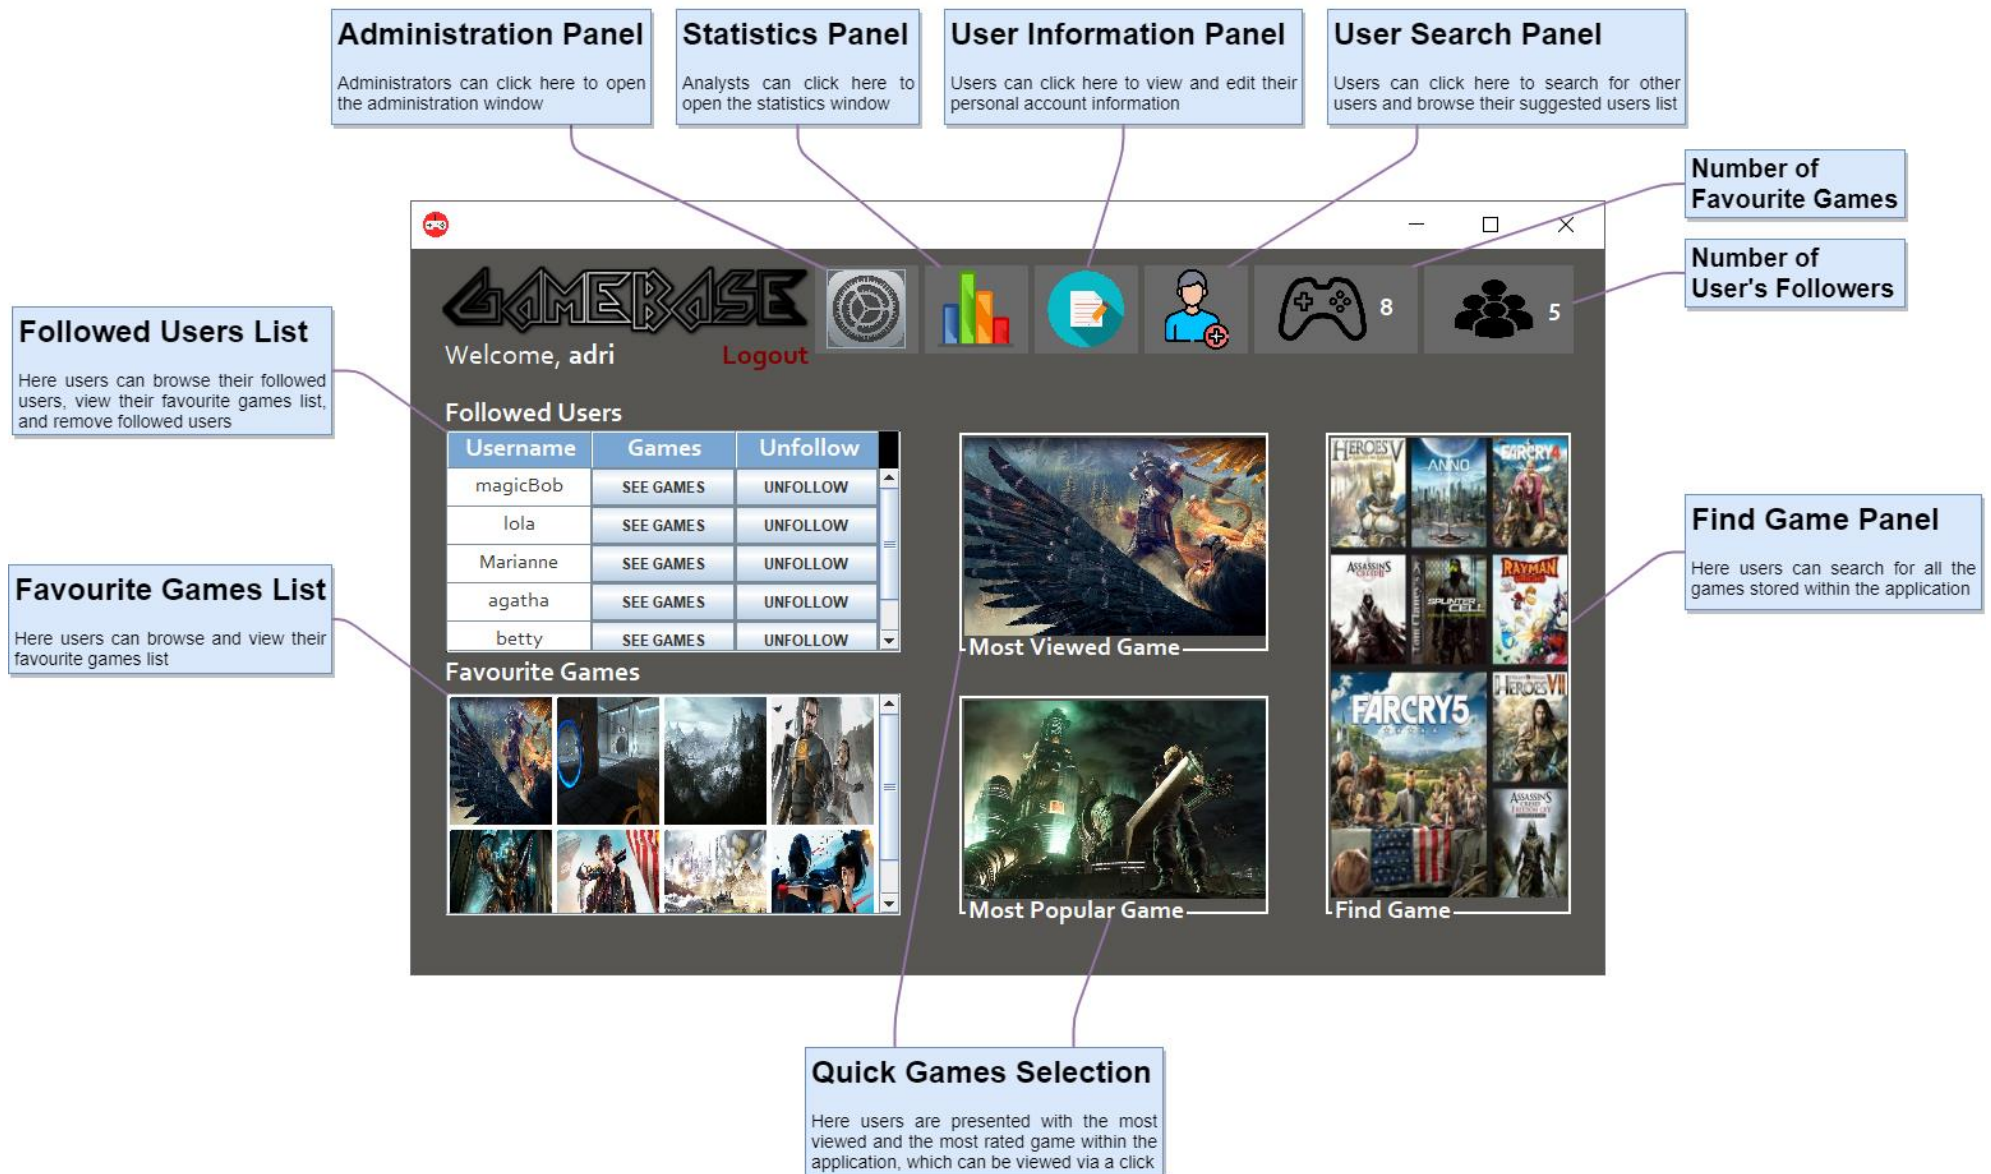 Administration Panel
Administrators can click here to open
the administration window
Statistics Panel
Analysts can click here to
open the statistics window
User Information Panel
Users can click here to view and edit their
personal account information
User Search Panel
Users can click here to search for other
users and browse their suggested users list
Number of
Favourite Games
Number of
User's Followers
Followed Users List
Here users can browse their followed
users, view their favourite games list,
and remove followed users
Favourite Games List
Here users can browse and view their
favourite games list
GAMEBASE
Welcome, adri
Logout
8
5
Followed Users
Username Games Unfollow
magicBob SEE GAMES UNFOLLOW
lola SEE GAMES UNFOLLOW
Marianne SEE GAMES UNFOLLOW
agatha SEE GAMES UNFOLLOW
betty SEE GAMES UNFOLLOW
Favourite Games
Most Viewed Game
Most Popular Game
HEROES V
ANNO
FARCRY 4
ASSASSIN'S
CREED II
SPLINTER
CELL
RAYMAN
FARCRY 5
HEROES VII
ASSASSIN'S
CREED
Find Game
Find Game Panel
Here users can search for all the
games stored within the application
Quick Games Selection
Here users are presented with the most
viewed and the most rated game within the
application, which can be viewed via a click